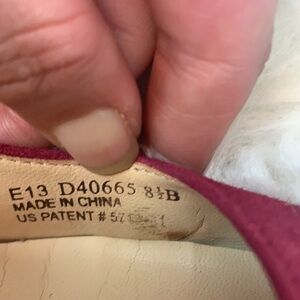 E13 D40665 8½B
MADE IN CHINA
US PATENT #